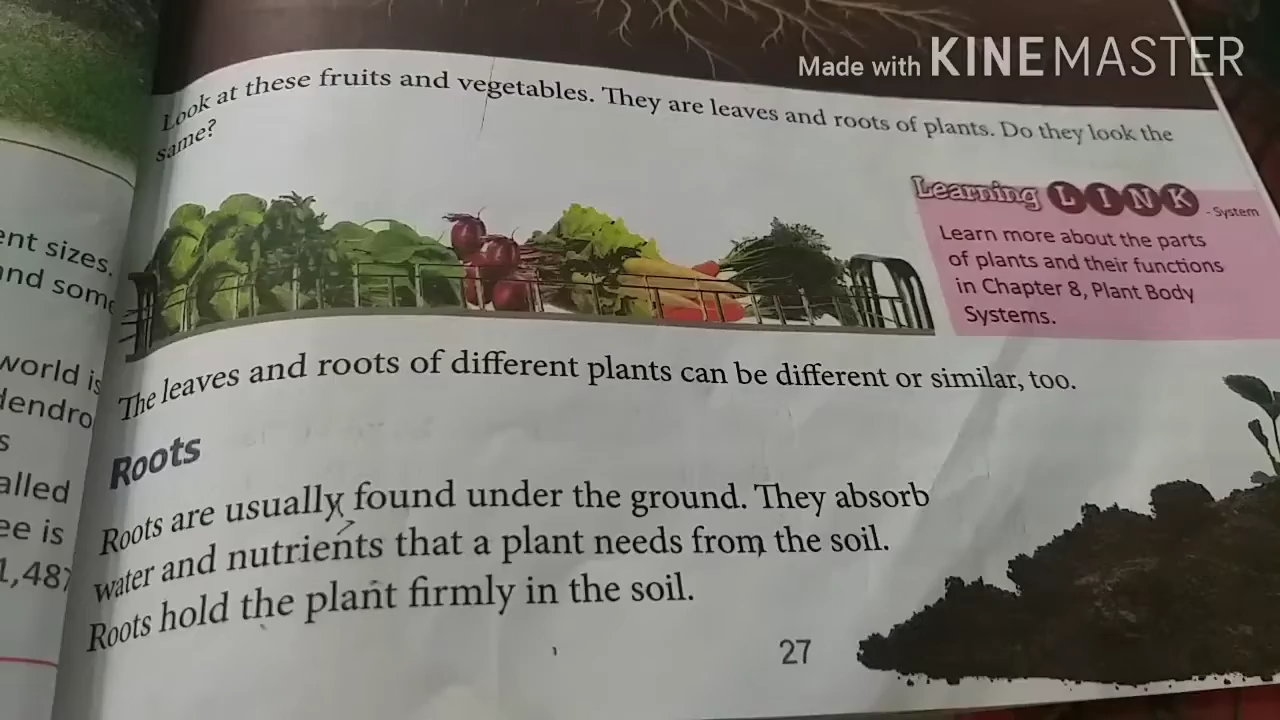 Made with KINEMASTER
Look at these fruits and vegetables. They are leaves and roots of plants. Do they look the
same?
Learning LINK - System
Learn more about the parts
of plants and their functions
in Chapter 8, Plant Body
Systems.
The leaves and roots of different plants can be different or similar, too.
Roots
Roots are usually found under the ground. They absorb
water and nutrients that a plant needs from the soil.
Roots hold the plant firmly in the soil.
27
sizes.
world is